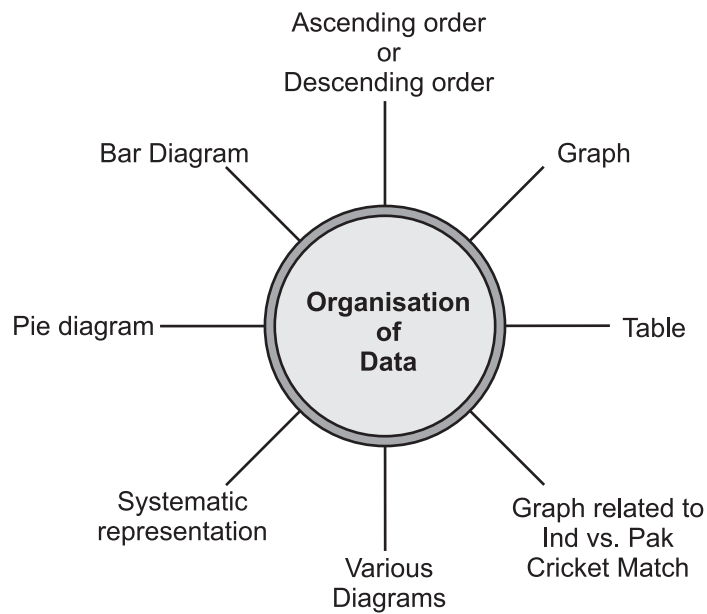 Ascending order
or
Descending order
Bar Diagram
Graph
Organisation
of
Data
Pie diagram
Table
Systematic
representation
Various
Diagrams
Graph related to
Ind vs. Pak
Cricket Match